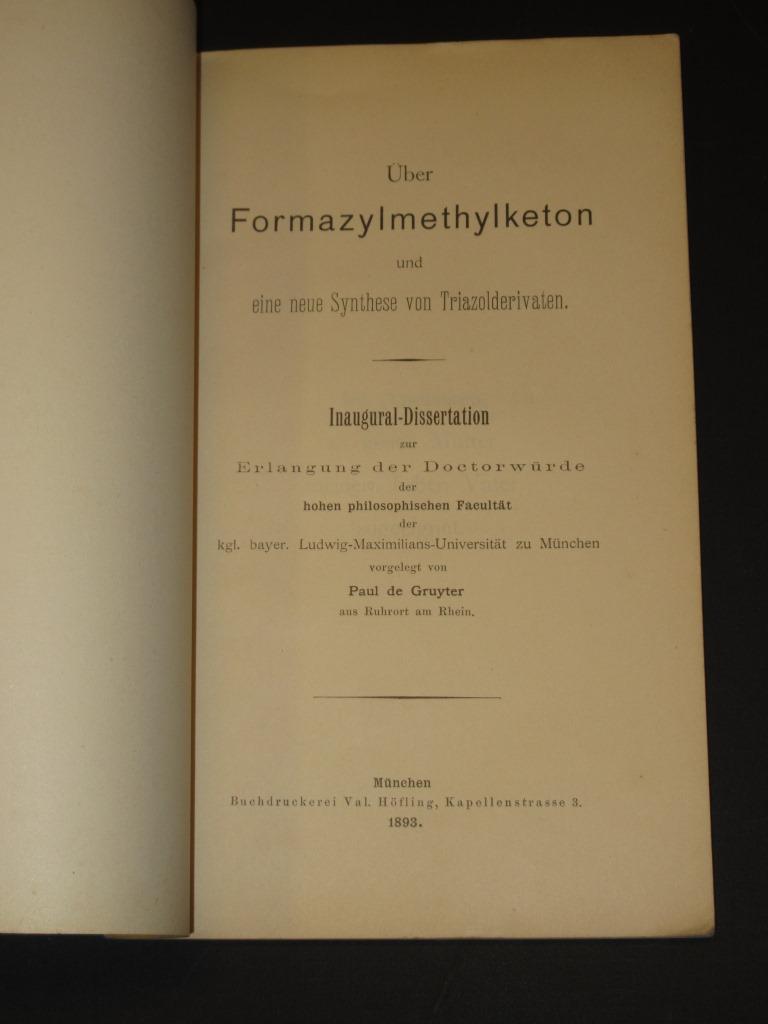 Über
Formazylmethylketon
und
eine neue Synthese von Triazolderivaten.
Inaugural-Dissertation
zur
Erlangung der Doctorwürde
der
hohen philosophischen Facultät
der
kgl. bayer. Ludwig-Maximilians-Universität zu München
vorgelegt von
Paul de Gruyter
aus Ruhrort am Rhein.
München
Buchdruckerei Val. Höfling, Kapellenstrasse 3.
1893.